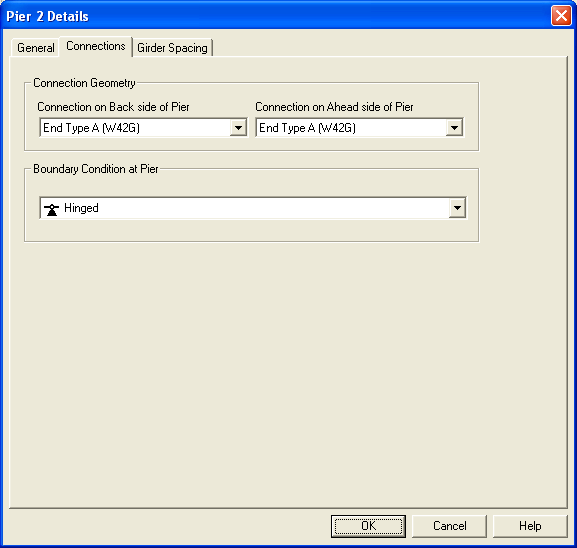 Pier 2 Details
General Connections Girder Spacing
Connection Geometry
Connection on Back side of Pier Connection on Ahead side of Pier
End Type A (W42G) End Type A (W42G)
Boundary Condition at Pier
Hinged
OK Cancel Help